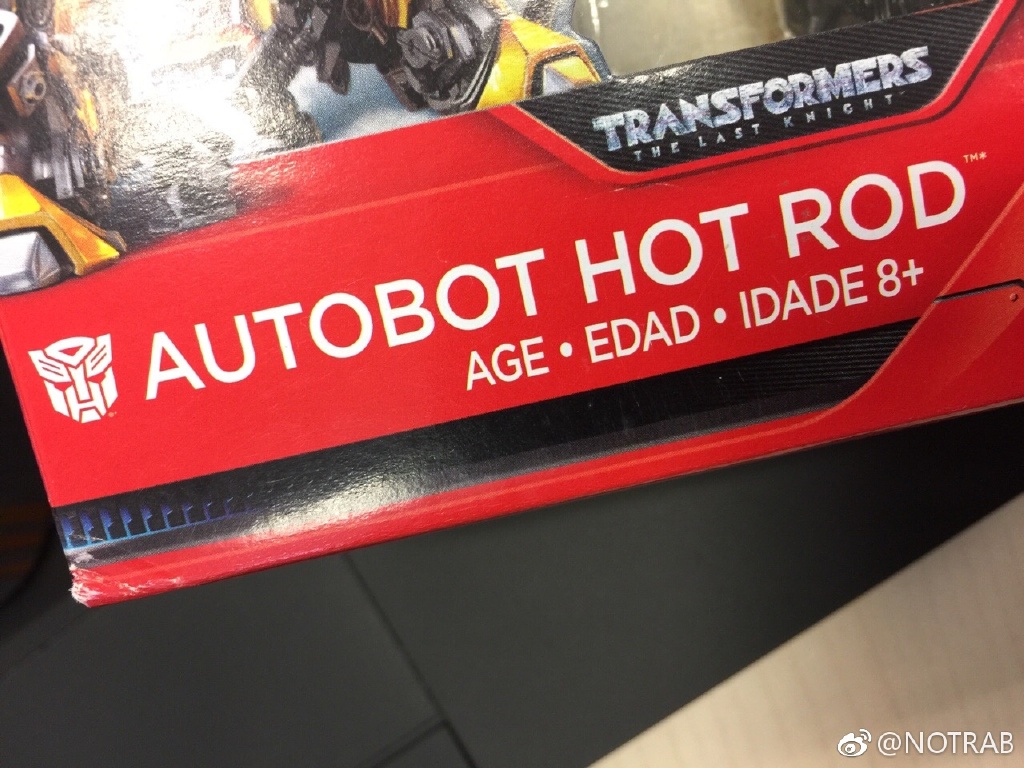 TRANSFORMERS
THE LAST KNIGHT
AUTOBOT HOT ROD™*
AGE • EDAD • IDADE 8+
@NOTRAB